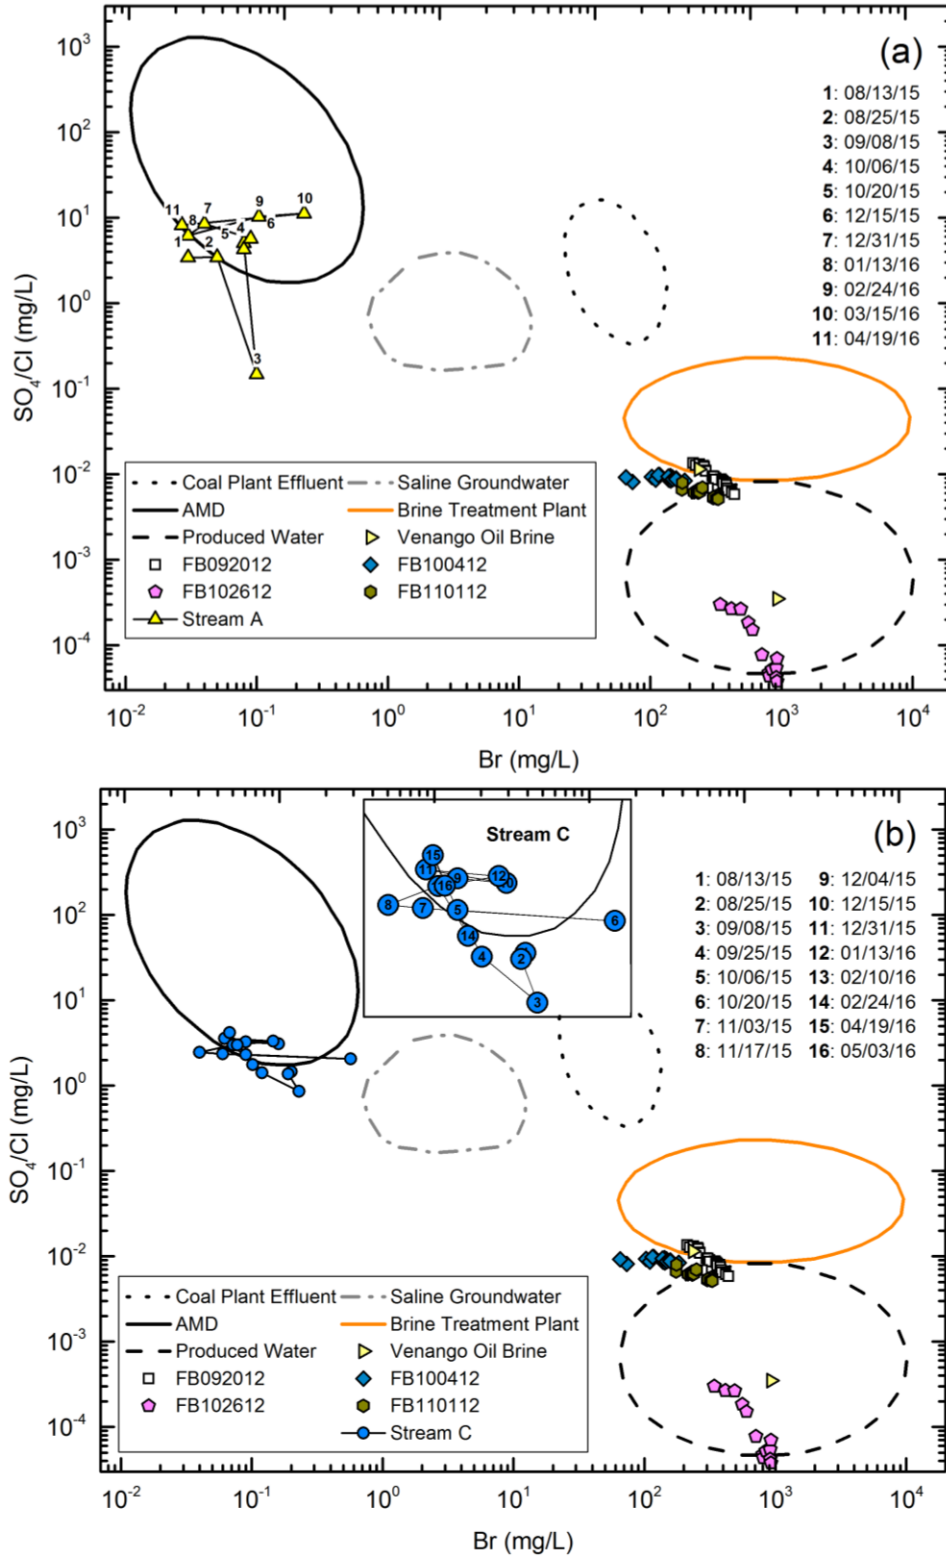 (a)
10³
10²
10¹
10⁰
10⁻¹
10⁻²
10⁻³
10⁻⁴
SO₄/Cl (mg/L)
11
8
7
9
10
1
2
5
4
6
3
1: 08/13/15
2: 08/25/15
3: 09/08/15
4: 10/06/15
5: 10/20/15
6: 12/15/15
7: 12/31/15
8: 01/13/16
9: 02/24/16
10: 03/15/16
11: 04/19/16
Coal Plant Effluent Saline Groundwater
AMD Brine Treatment Plant
Produced Water Venango Oil Brine
FB092012 FB100412
FB102612 FB110112
Stream A
10⁻² 10⁻¹ 10⁰ 10¹ 10² 10³ 10⁴
Br (mg/L)
(b)
10³
10²
10¹
10⁰
10⁻¹
10⁻²
10⁻³
10⁻⁴
SO₄/Cl (mg/L)
Stream C
15
11
9
12
10
16
8
7
5
6
14
4
2
3
1: 08/13/15 9: 12/04/15
2: 08/25/15 10: 12/15/15
3: 09/08/15 11: 12/31/15
4: 09/25/15 12: 01/13/16
5: 10/06/15 13: 02/10/16
6: 10/20/15 14: 02/24/16
7: 11/03/15 15: 04/19/16
8: 11/17/15 16: 05/03/16
Coal Plant Effluent Saline Groundwater
AMD Brine Treatment Plant
Produced Water Venango Oil Brine
FB092012 FB100412
FB102612 FB110112
Stream C
10⁻² 10⁻¹ 10⁰ 10¹ 10² 10³ 10⁴
Br (mg/L)